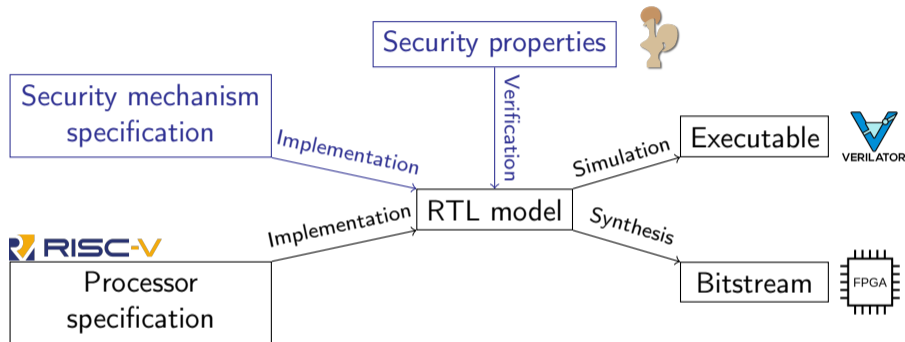 Security properties
Security mechanism
specification
Verification
Implementation
Executable
VERILATOR
Simulation
RTL model
Implementation
Synthesis
RISC-V
Processor
specification
Bitstream
FPGA